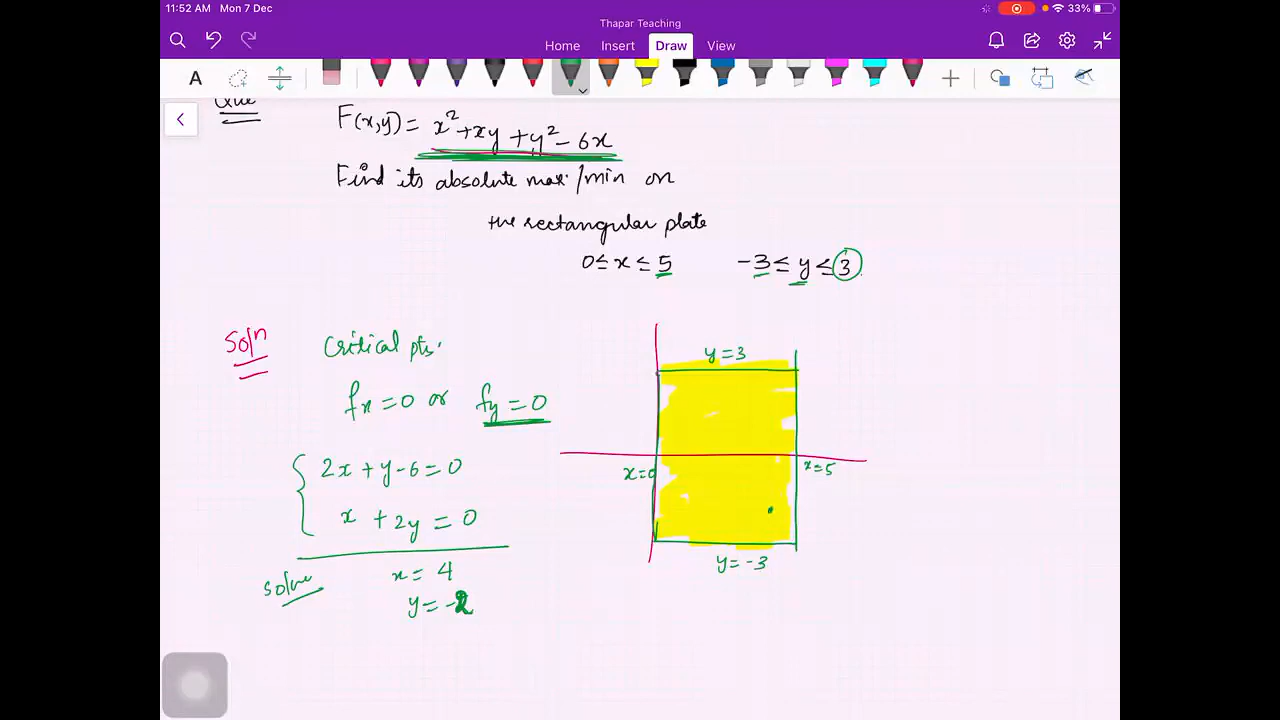 11:52 AM Mon 7 Dec
33%
Thapar Teaching
Home Insert Draw View
A
Que
F(x,y) = x² + xy + y² - 6x
Find its absolute max/min on
the rectangular plate
0 ≤ x ≤ 5 -3 ≤ y ≤ 3
Soln
Critical pts.
fx = 0 or fy = 0
2x + y - 6 = 0
x + 2y = 0
solve
x = 4
y = -2
y = 3
x = 0
x = 5
y = -3